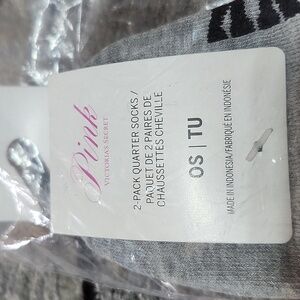 Pink
VICTORIA'S SECRET
2-PACK QUARTER SOCKS /
PAQUET DE 2 PAIRES DE
CHAUSSETTES CHEVILLE
OS | TU
MADE IN INDONESIA/FABRIQUÉ EN INDONÉSIE